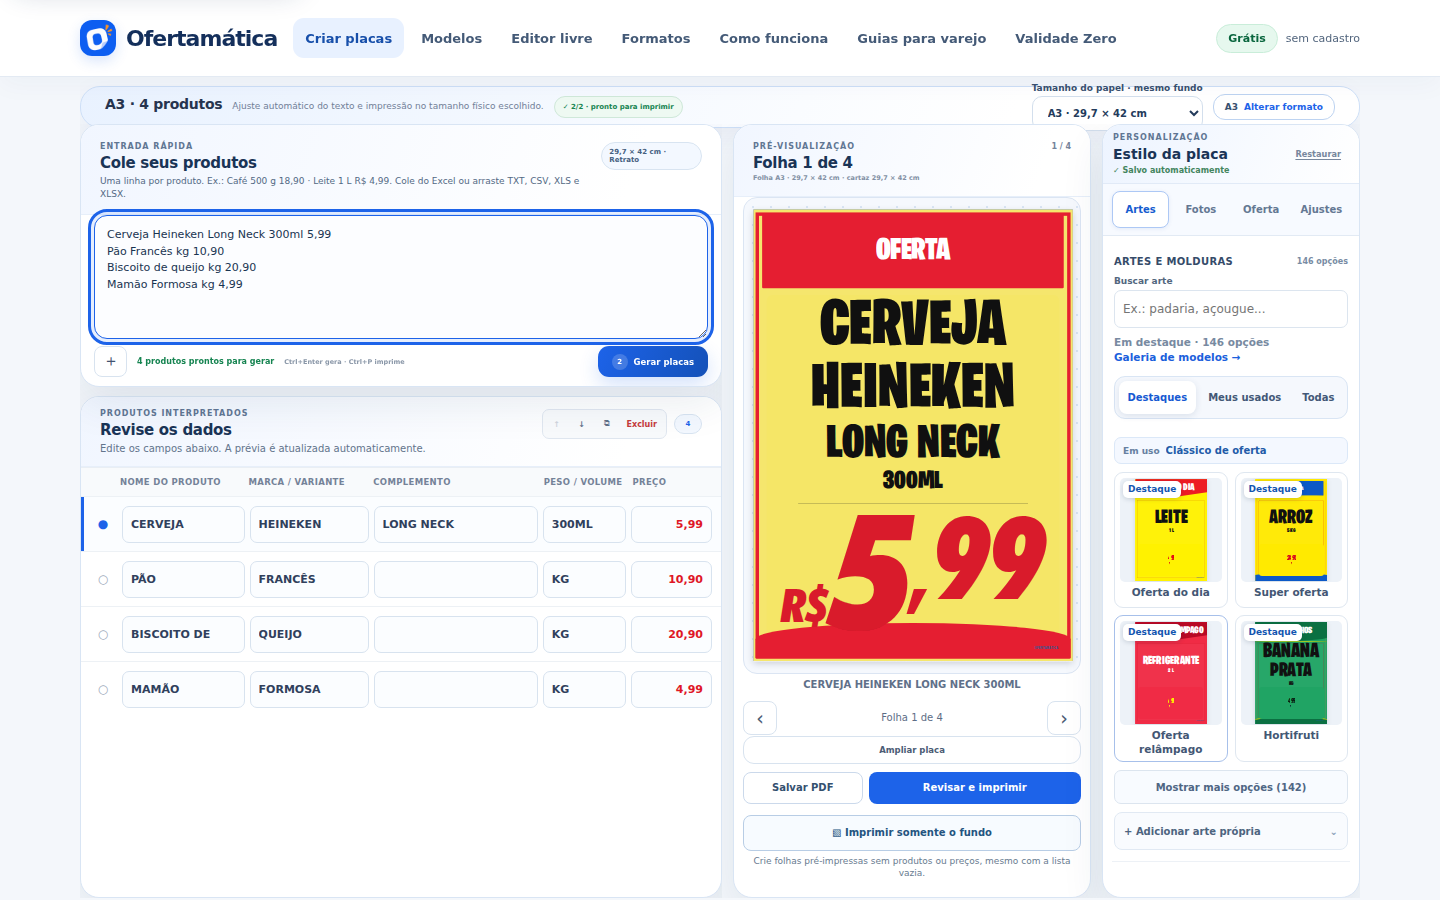 Ofertamática
Criar placas
Modelos
Editor livre
Formatos
Como funciona
Guias para varejo
Validade Zero
Grátis
sem cadastro
A3 · 4 produtos
Ajuste automático do texto e impressão no tamanho físico escolhido.
✓ 2/2 · pronto para imprimir
Tamanho do papel · mesmo fundo
A3 · 29,7 × 42 cm
A3 Alterar formato
ENTRADA RÁPIDA
Cole seus produtos
Uma linha por produto. Ex.: Café 500 g 18,90 · Leite 1 L R$ 4,99. Cole do Excel ou arraste TXT, CSV, XLS e
XLSX.
29,7 × 42 cm ·
Retrato
Cerveja Heineken Long Neck 300ml 5,99
Pão Francês kg 10,90
Biscoito de queijo kg 20,90
Mamão Formosa kg 4,99
+
4 produtos prontos para gerar
Ctrl+Enter gera · Ctrl+P imprime
2 Gerar placas
PRODUTOS INTERPRETADOS
Revise os dados
Edite os campos abaixo. A prévia é atualizada automaticamente.
↑ ↓ Excluir
4
NOME DO PRODUTO MARCA / VARIANTE COMPLEMENTO PESO / VOLUME PREÇO
CERVEJA HEINEKEN LONG NECK 300ML 5,99
PÃO FRANCÊS KG 10,90
BISCOITO DE QUEIJO KG 20,90
MAMÃO FORMOSA KG 4,99
PRÉ-VISUALIZAÇÃO
Folha 1 de 4
Folha A3 · 29,7 × 42 cm · cartaz 29,7 × 42 cm
1 / 4
OFERTA
CERVEJA
HEINEKEN
LONG NECK
300ML
R$5,99
CERVEJA HEINEKEN LONG NECK 300ML
‹ Folha 1 de 4 ›
Ampliar placa
Salvar PDF
Revisar e imprimir
Imprimir somente o fundo
Crie folhas pré-impressas sem produtos ou preços, mesmo com a lista
vazia.
PERSONALIZAÇÃO
Estilo da placa
✓ Salvo automaticamente
Restaurar
Artes
Fotos
Oferta
Ajustes
ARTES E MOLDURAS
146 opções
Buscar arte
Ex.: padaria, açougue...
Em destaque · 146 opções
Galeria de modelos →
Destaques
Meus usados
Todas
Em uso Clássico de oferta
Destaque
DIA
LEITE
1 L
Oferta do dia
Destaque
ARROZ
5KG
Super oferta
Destaque
REFRIGERANTE
2 L
Oferta
relâmpago
Destaque
BANANA
PRATA
Hortifruti
Mostrar mais opções (142)
+ Adicionar arte própria